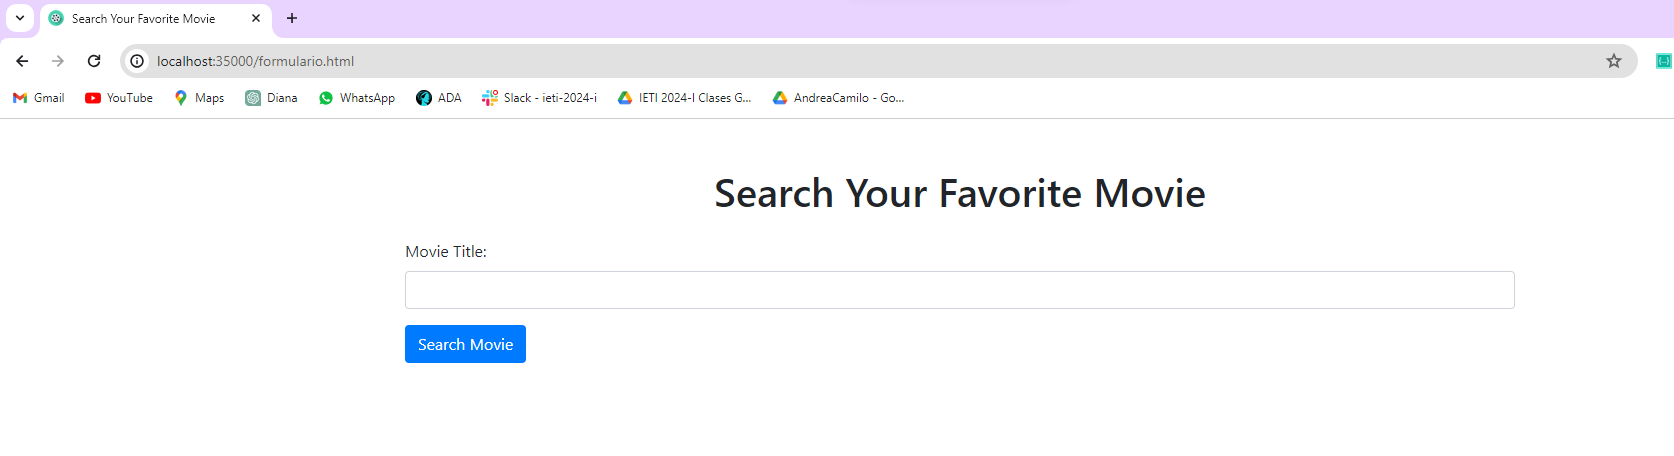 Search Your Favorite Movie
localhost:35000/formulario.html
Gmail YouTube Maps Diana WhatsApp ADA Slack - ieti-2024-i IETI 2024-I Clases G... AndreaCamilo - Go...
Search Your Favorite Movie
Movie Title:
Search Movie